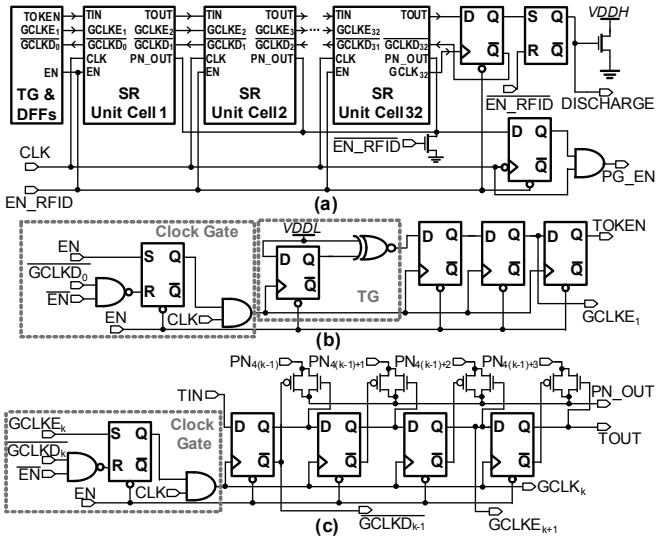 TOKEN
GCLKE1
GCLKD0
EN
TG &
DFFs
TIN TOUT
GCLKE1 GCLKE2
GCLKD0 GCLKD1
CLK PN_OUT
EN
SR
Unit Cell 1
TIN TOUT
GCLKE2 GCLKE3
GCLKD1 GCLKD2
CLK PN_OUT
EN
SR
Unit Cell 2
TIN TOUT
GCLKE32
GCLKD31 GCLKD32
CLK PN_OUT
EN GCLK32
SR
Unit Cell 32
D Q
Q
S Q
R Q
VDDH
EN_RFID
DISCHARGE
EN_RFID
D Q
Q
PG_EN
CLK
EN_RFID
(a)
Clock Gate
EN
GCLKD0
EN
S Q
R Q
EN
CLK
VDDL
D Q
Q
TG
D Q
Q
D Q
Q
D Q
Q
TOKEN
GCLKE1
(b)
PN4(k-1) PN4(k-1)+1 PN4(k-1)+2 PN4(k-1)+3
PN_OUT
TIN
Clock
Gate
GCLKEk
GCLKDk
EN
S Q
R Q
EN
CLK
D Q
Q
D Q
Q
D Q
Q
D Q
Q
TOUT
GCLKk
GCLKDk-1
GCLKEk+1
(c)